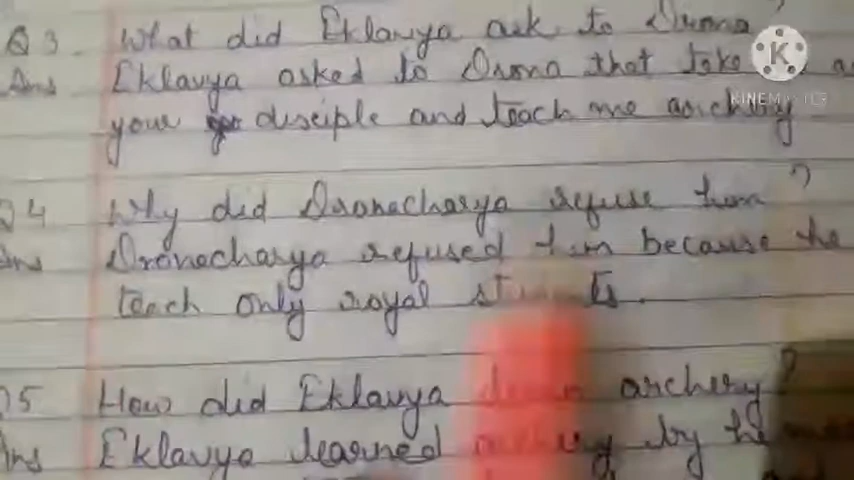 Q3. What did Eklavya ask to Drona?
Ans Eklavya asked to Drona that take
your disciple and teach me archery
Q4 Why did Dronacharya refuse him?
Ans Dronacharya refused him because he
teach only royal
Q5 How did Eklavya archery?
Ans Eklavya learned by
KINEMASTER